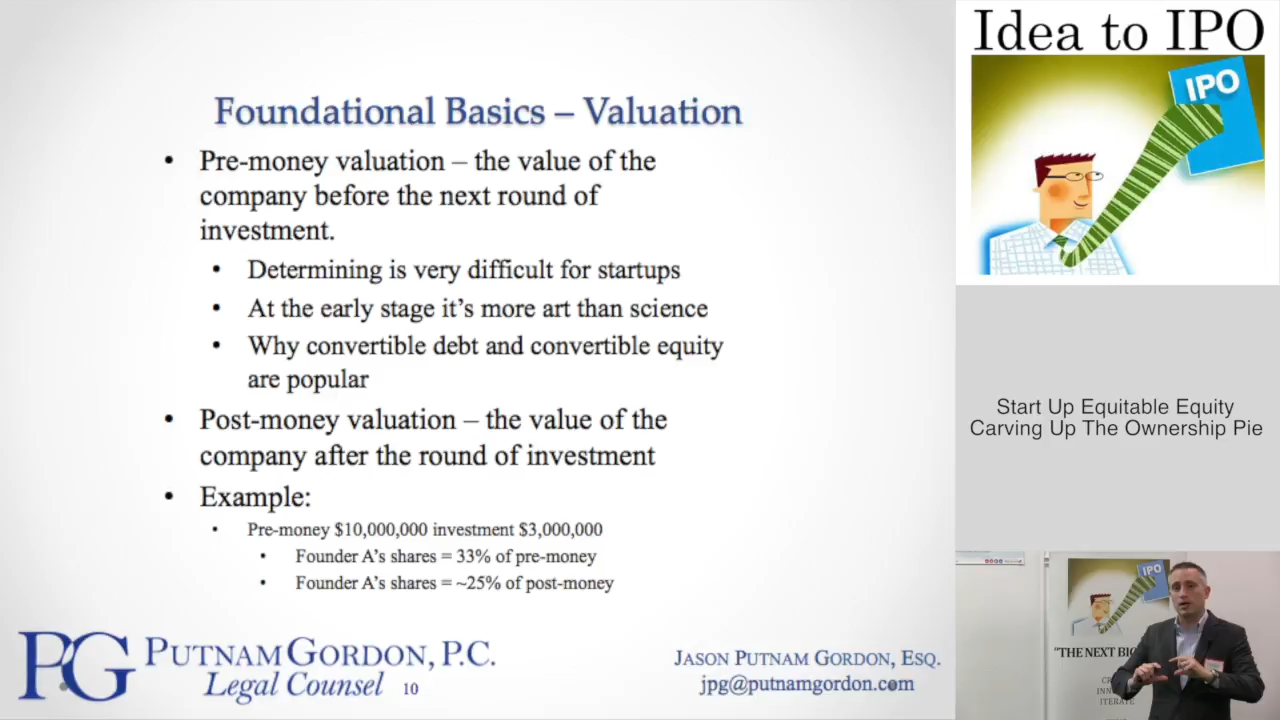 Foundational Basics – Valuation
• Pre-money valuation – the value of the
company before the next round of
investment.
• Determining is very difficult for startups
• At the early stage it's more art than science
• Why convertible debt and convertible equity
are popular
• Post-money valuation – the value of the
company after the round of investment
• Example:
• Pre-money $10,000,000 investment $3,000,000
• Founder A's shares = 33% of pre-money
• Founder A's shares = ~25% of post-money
PG PUTNAM GORDON, P.C.
Legal Counsel 10
JASON PUTNAM GORDON, ESQ.
jpg@putnamgordon.com
Idea to IPO
IPO
Start Up Equitable Equity
Carving Up The Ownership Pie
IPO
"THE NEXT BI
ITERATE